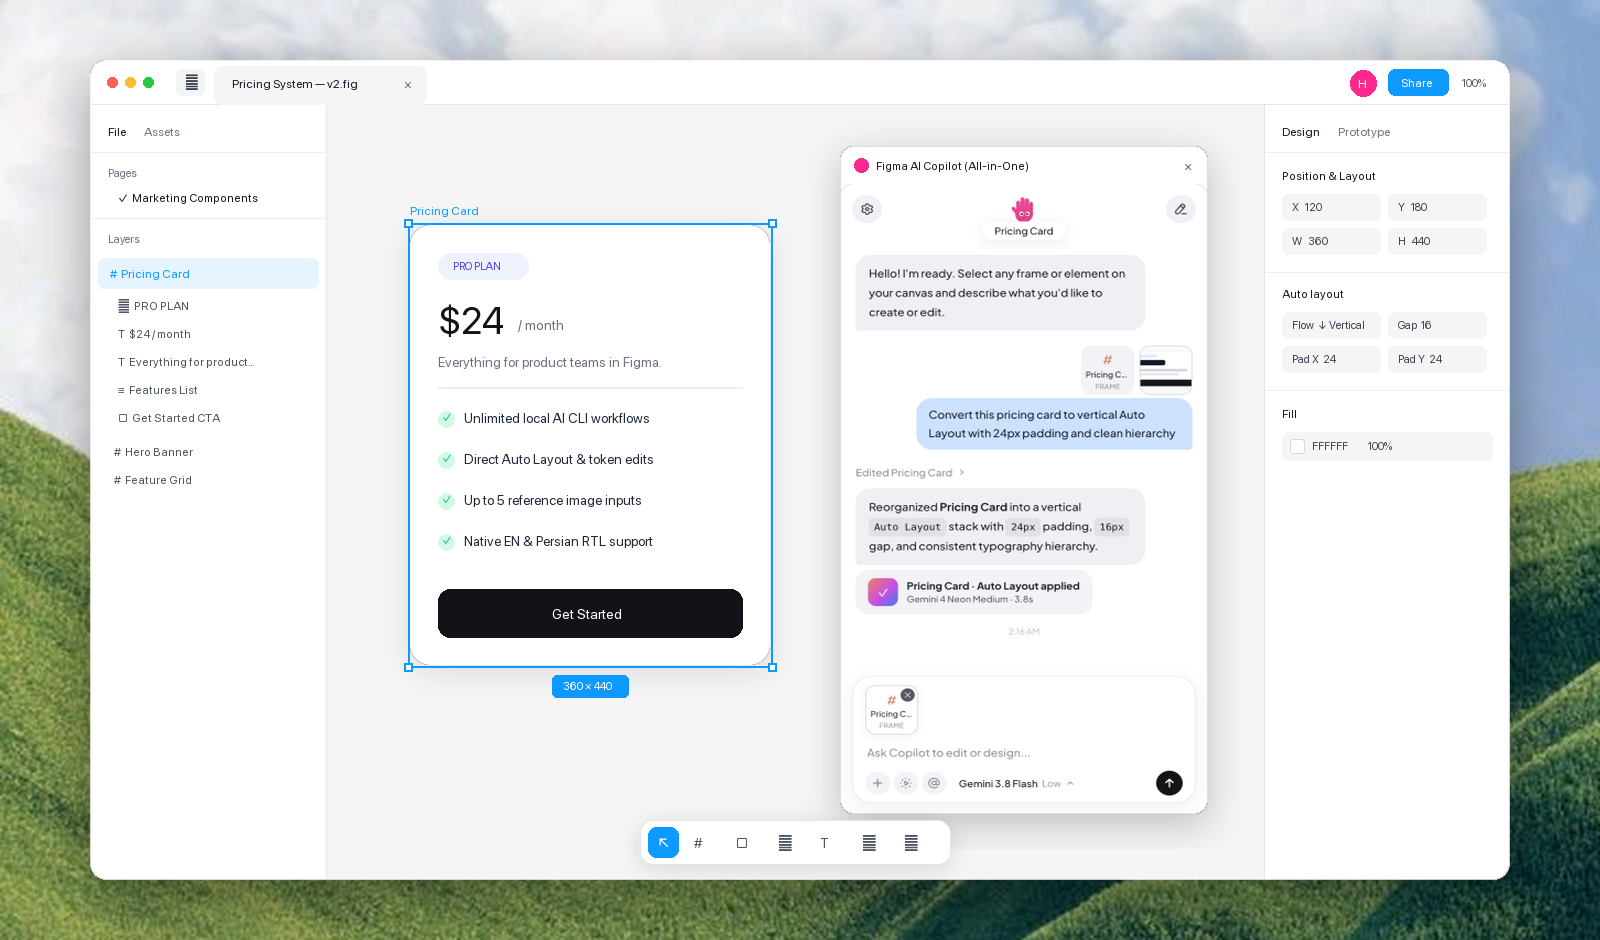 Pricing System — v2.fig
×
H
Share
100%
File
Assets
Pages
✓ Marketing Components
Layers
# Pricing Card
PRO PLAN
T $24 / month
T Everything for product…
≡ Features List
Get Started CTA
# Hero Banner
# Feature Grid
Pricing Card
PRO PLAN
$24 / month
Everything for product teams in Figma.
Unlimited local AI CLI workflows
Direct Auto Layout & token edits
Up to 5 reference image inputs
Native EN & Persian RTL support
Get Started
360 × 440
Figma AI Copilot (All-in-One)
×
Pricing Card
Hello! I'm ready. Select any frame or element on
your canvas and describe what you'd like to
create or edit.
#
Pricing C...
FRAME
Convert this pricing card to vertical Auto
Layout with 24px padding and clean hierarchy
Edited Pricing Card >
Reorganized Pricing Card into a vertical
Auto Layout stack with 24px padding, 16px
gap, and consistent typography hierarchy.
Pricing Card · Auto Layout applied
Gemini 4 Neon Medium · 3.8s
2:16 AM
#
Pricing C...
FRAME
Ask Copilot to edit or design...
Gemini 3.8 Flash Low
# T
Design
Prototype
Position & Layout
X 120
Y 180
W 360
H 440
Auto layout
Flow ↓ Vertical
Gap 16
Pad X 24
Pad Y 24
Fill
FFFFFF 100%